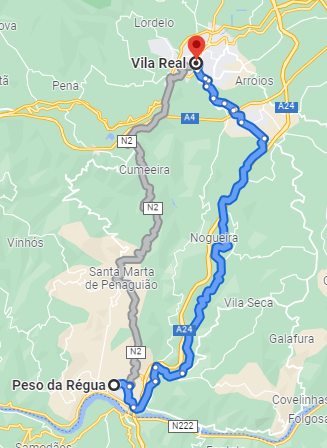 Lordelo
Vila Real
Pena
Arroios
A24
A4
N2
Cumeeira
N2
Vinhós
Nogueira
Santa Marta
de Penaguião
Vila Seca
A24
Galafura
N2
Peso da Régua
Covelinhas
Folgosa
N222